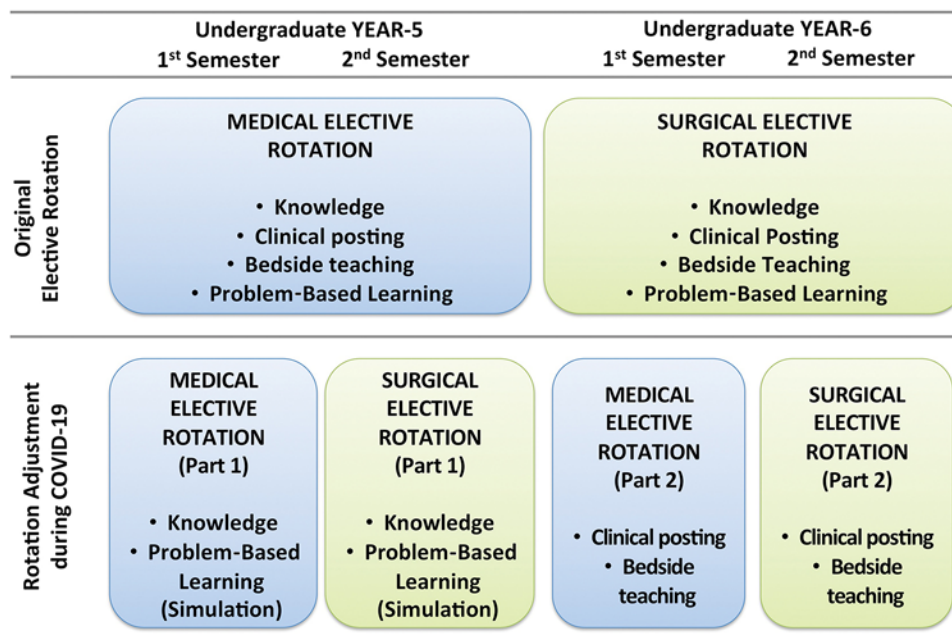 Undergraduate YEAR-5
1st Semester
2nd Semester
Undergraduate YEAR-6
1st Semester
2nd Semester
Original
Elective Rotation
MEDICAL ELECTIVE
ROTATION
• Knowledge
• Clinical posting
• Bedside teaching
• Problem-Based Learning
SURGICAL ELECTIVE
ROTATION
• Knowledge
• Clinical Posting
• Bedside Teaching
• Problem-Based Learning
Rotation Adjustment
during COVID-19
MEDICAL
ELECTIVE
ROTATION
(Part 1)
• Knowledge
• Problem-Based
Learning
(Simulation)
SURGICAL
ELECTIVE
ROTATION
(Part 1)
• Knowledge
• Problem-Based
Learning
(Simulation)
MEDICAL
ELECTIVE
ROTATION
(Part 2)
• Clinical posting
• Bedside
teaching
SURGICAL
ELECTIVE
ROTATION
(Part 2)
• Clinical posting
• Bedside
teaching